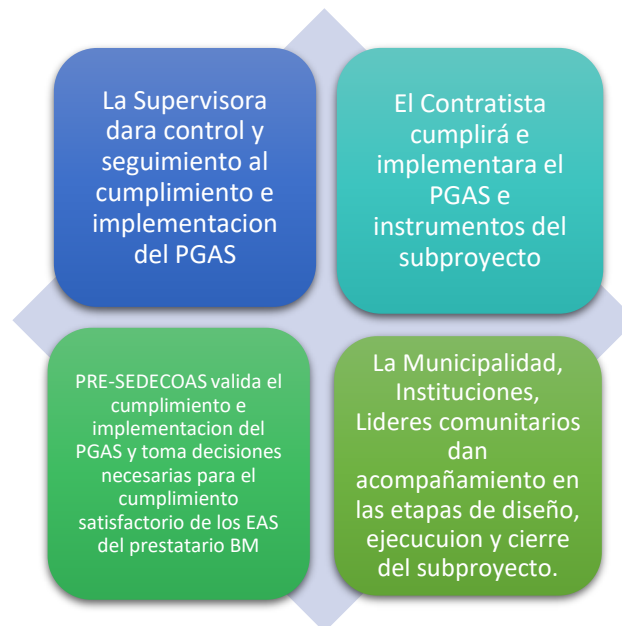 La Supervisora
dara control y
seguimiento al
cumplimiento e
implementacion
del PGAS
El Contratista
cumplirá e
implementara el
PGAS e
instrumentos del
subproyecto
PRE-SEDECOAS valida el
cumplimiento e
implementacion del
PGAS y toma decisiones
necesarias para el
cumplimiento
satisfactorio de los EAS
del prestatario BM
La Municipalidad,
Instituciones,
Lideres comunitarios
dan
acompañamiento en
las etapas de diseño,
ejecucuion y cierre
del subproyecto.